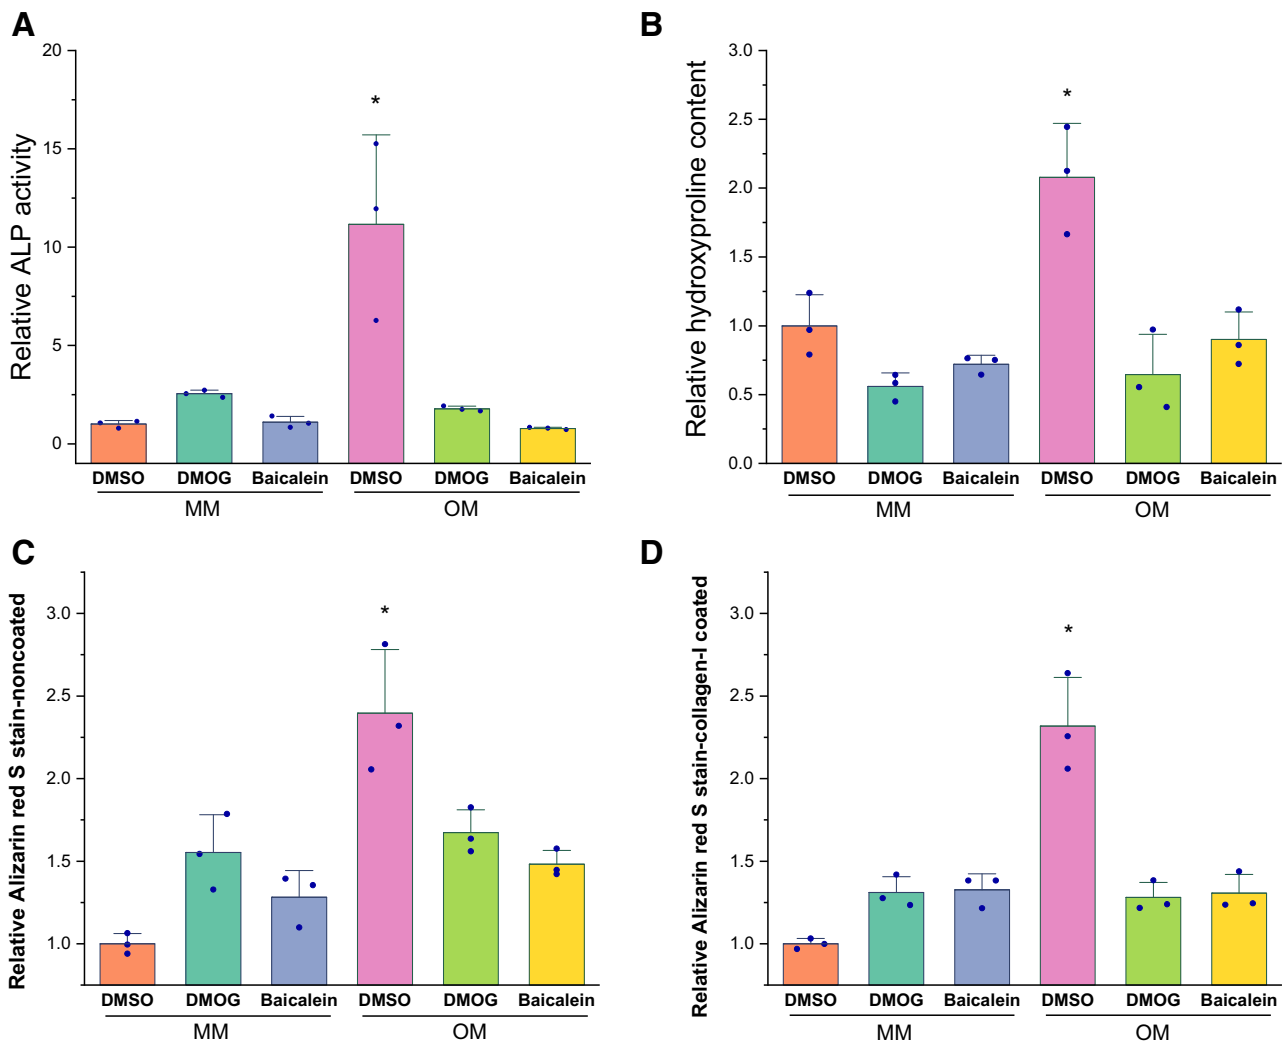 A
B
Relative ALP activity
20
15
10
5
0
*
DMSO DMOG Baicalein DMSO DMOG Baicalein
MM OM
Relative hydroxyproline content
3.0
2.5
2.0
1.5
1.0
0.5
0.0
*
DMSO DMOG Baicalein DMSO DMOG Baicalein
MM OM
C
D
Relative Alizarin red S stain-noncoated
3.0
2.5
2.0
1.5
1.0
*
DMSO DMOG Baicalein DMSO DMOG Baicalein
MM OM
Relative Alizarin red S stain-collagen-I coated
3.0
2.5
2.0
1.5
1.0
*
DMSO DMOG Baicalein DMSO DMOG Baicalein
MM OM